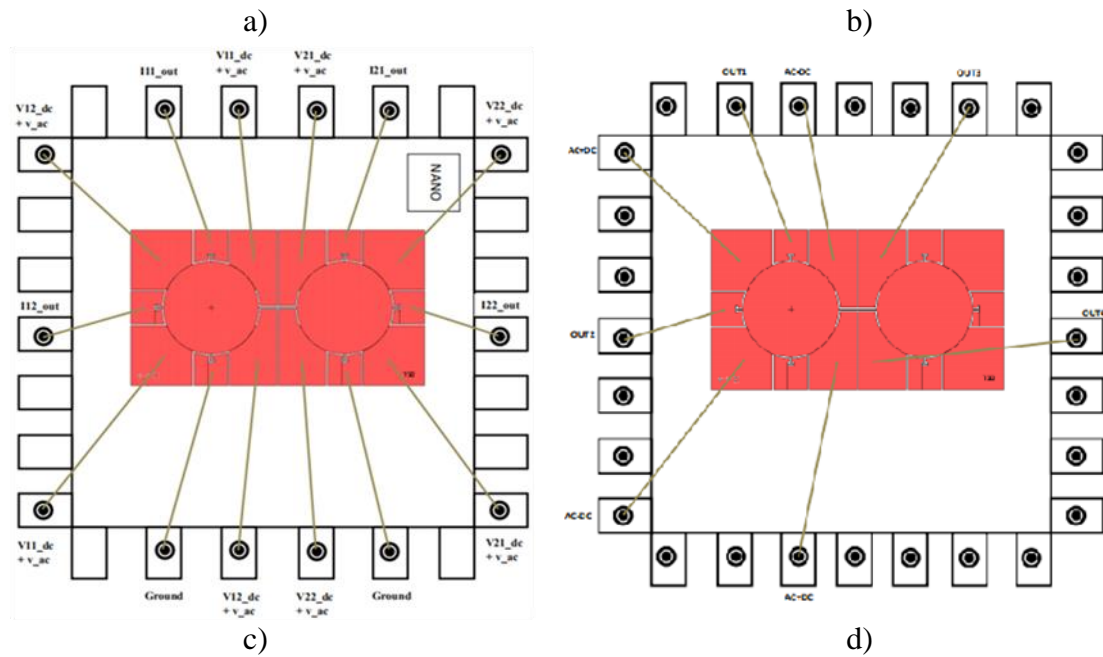 a)
b)
V11_dc
+ v_ac
V21_dc
+ v_ac
I11_out
I21_out
V12_dc
+ v_ac
V22_dc
+ v_ac
NANO
I12_out
I22_out
V11_dc
+ v_ac
V21_dc
+ v_ac
Ground
V12_dc
+ v_ac
V22_dc
+ v_ac
Ground
OUT1
AC-DC
OUT3
AC+DC
OUT2
AC-DC
AC+DC
c)
d)